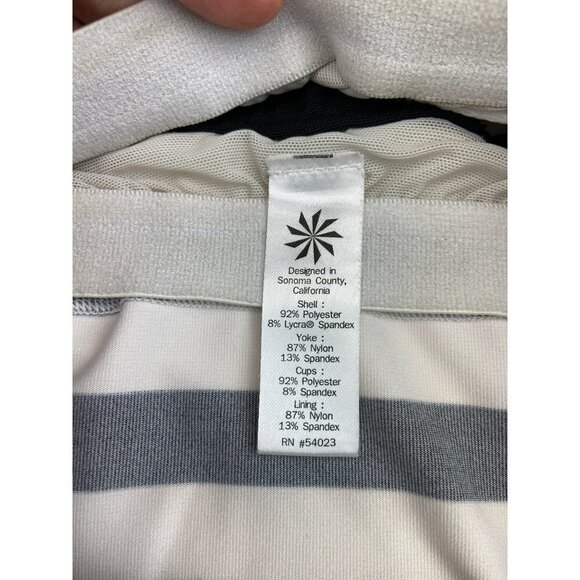 Designed in
Sonoma County,
California
Shell :
92% Polyester
8% Lycra® Spandex
Yoke :
87% Nylon
13% Spandex
Cups :
92% Polyester
8% Spandex
Lining :
87% Nylon
13% Spandex
RN #54023